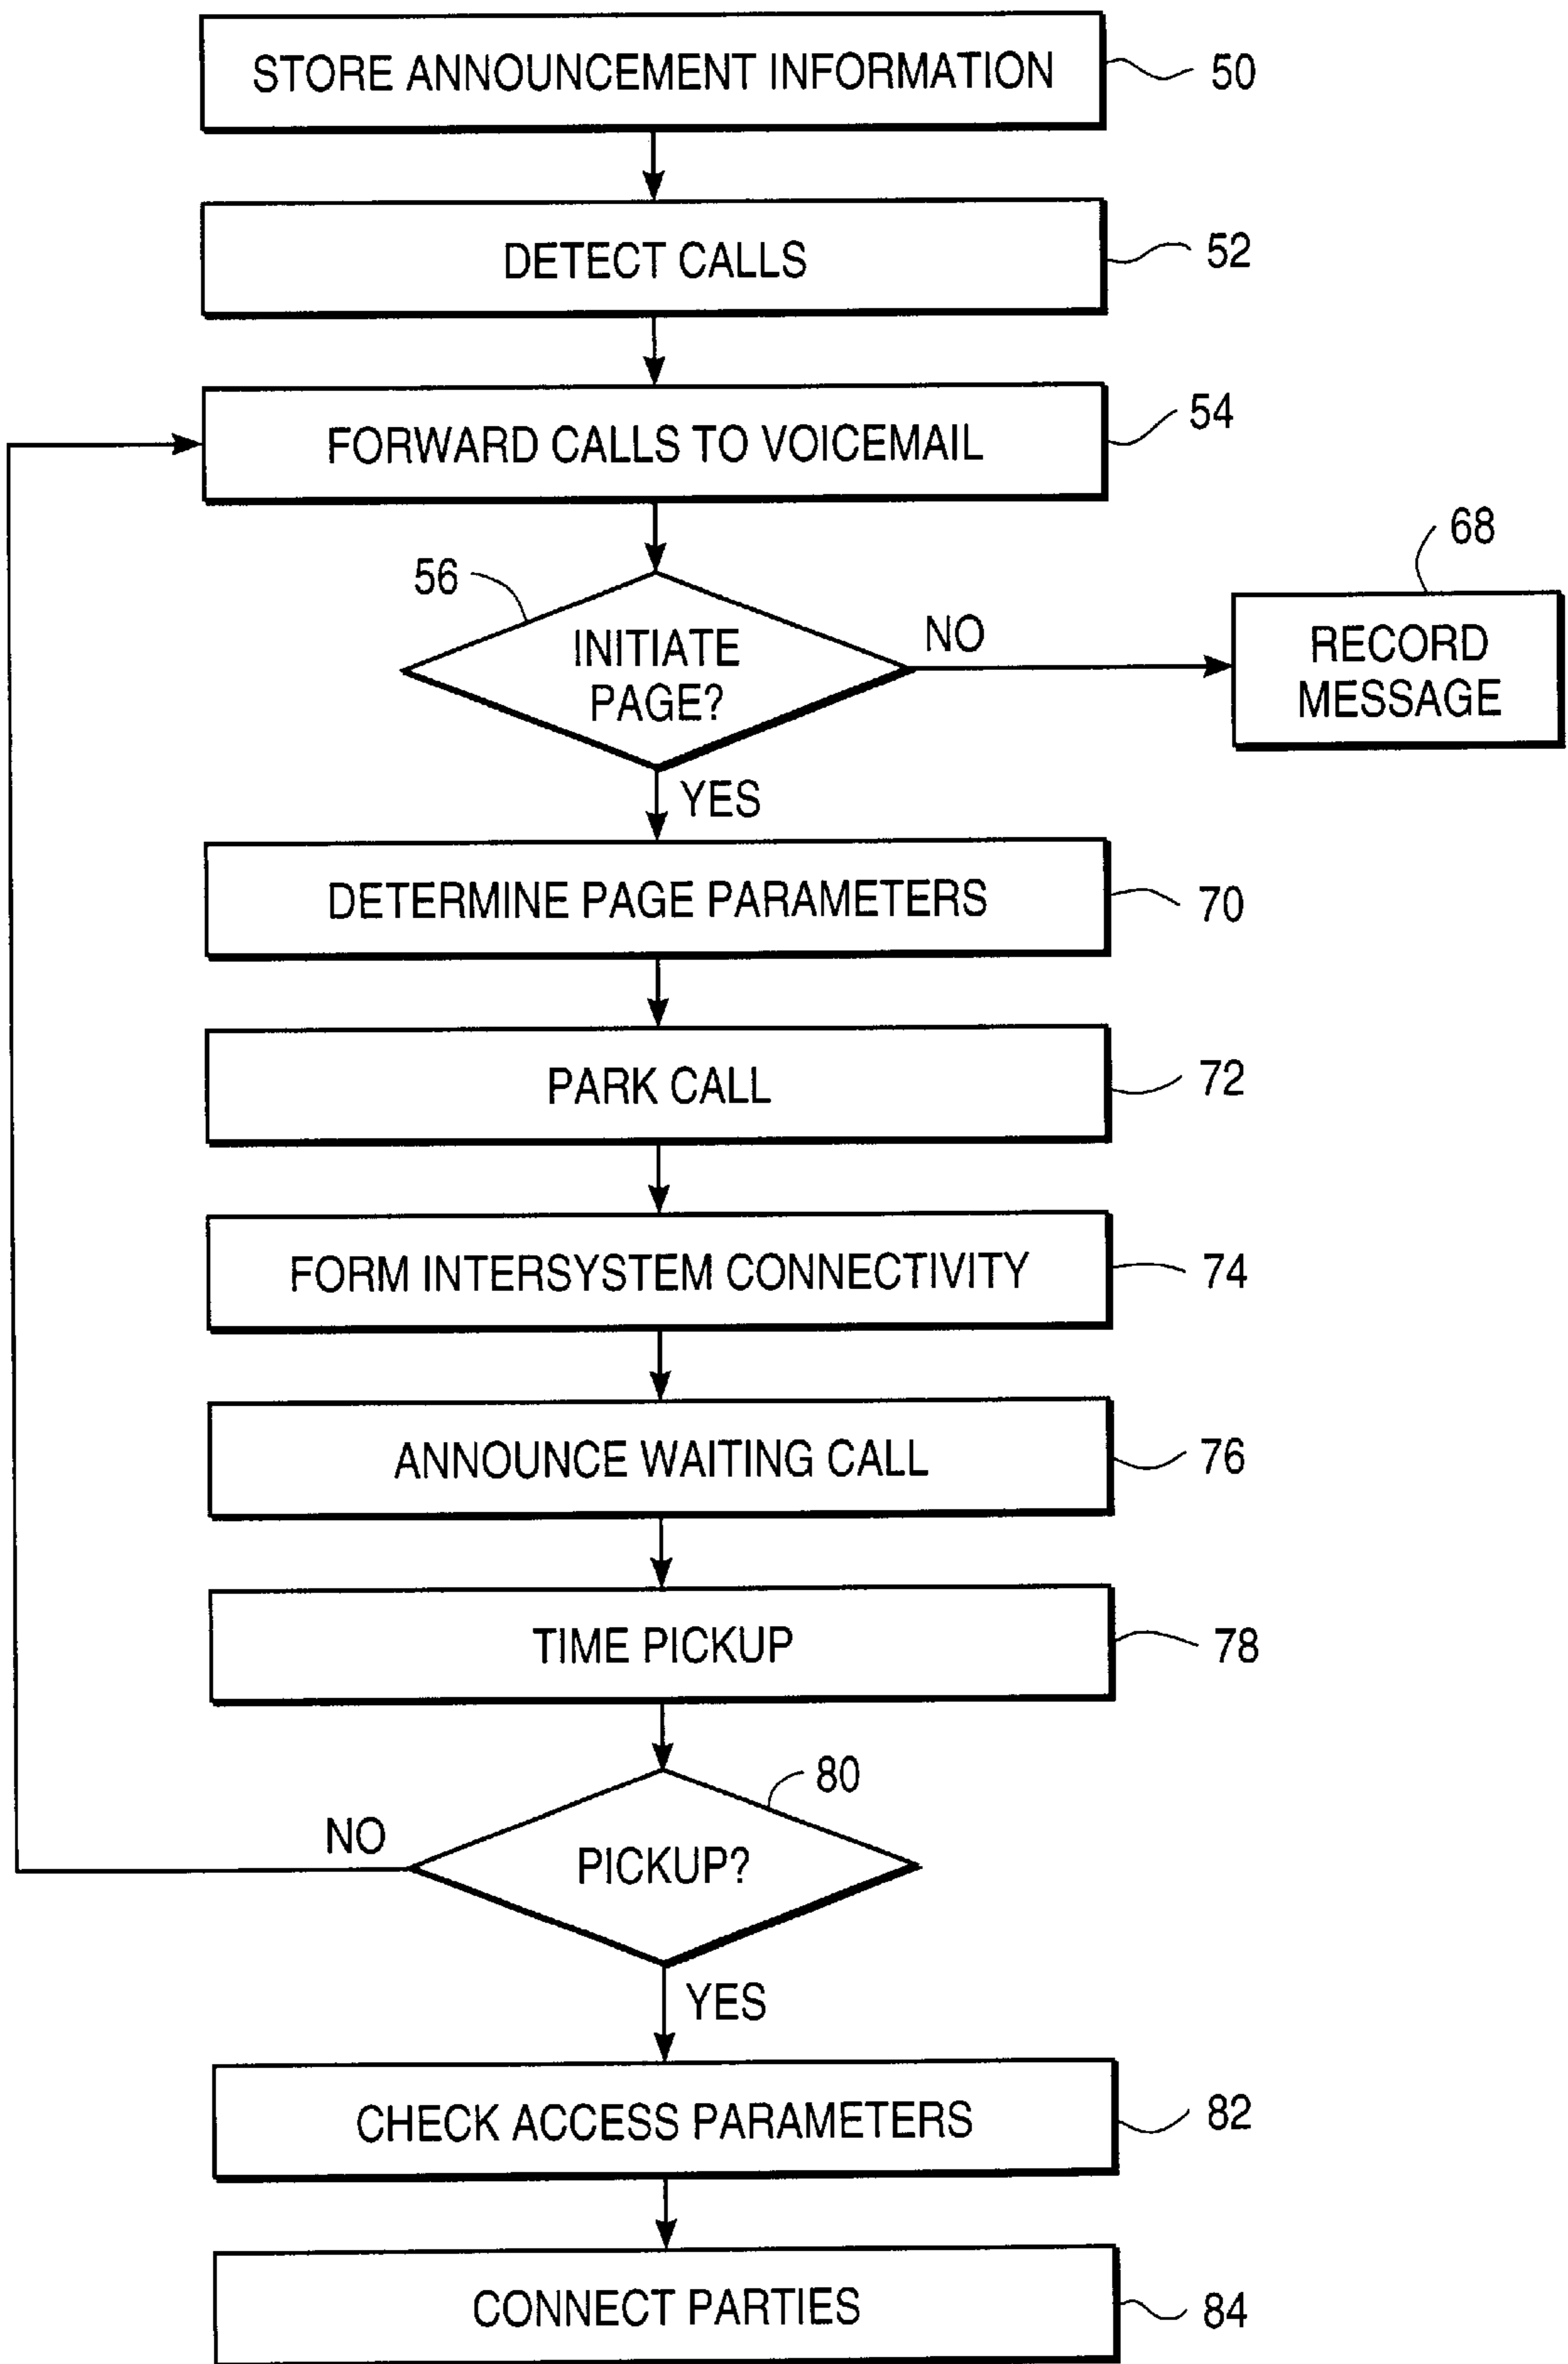 STORE ANNOUNCEMENT INFORMATION
50
DETECT CALLS
52
FORWARD CALLS TO VOICEMAIL
54
56
INITIATE
PAGE?
NO
68
RECORD
MESSAGE
YES
DETERMINE PAGE PARAMETERS
70
PARK CALL
72
FORM INTERSYSTEM CONNECTIVITY
74
ANNOUNCE WAITING CALL
76
TIME PICKUP
78
80
NO
PICKUP?
YES
CHECK ACCESS PARAMETERS
82
CONNECT PARTIES
84